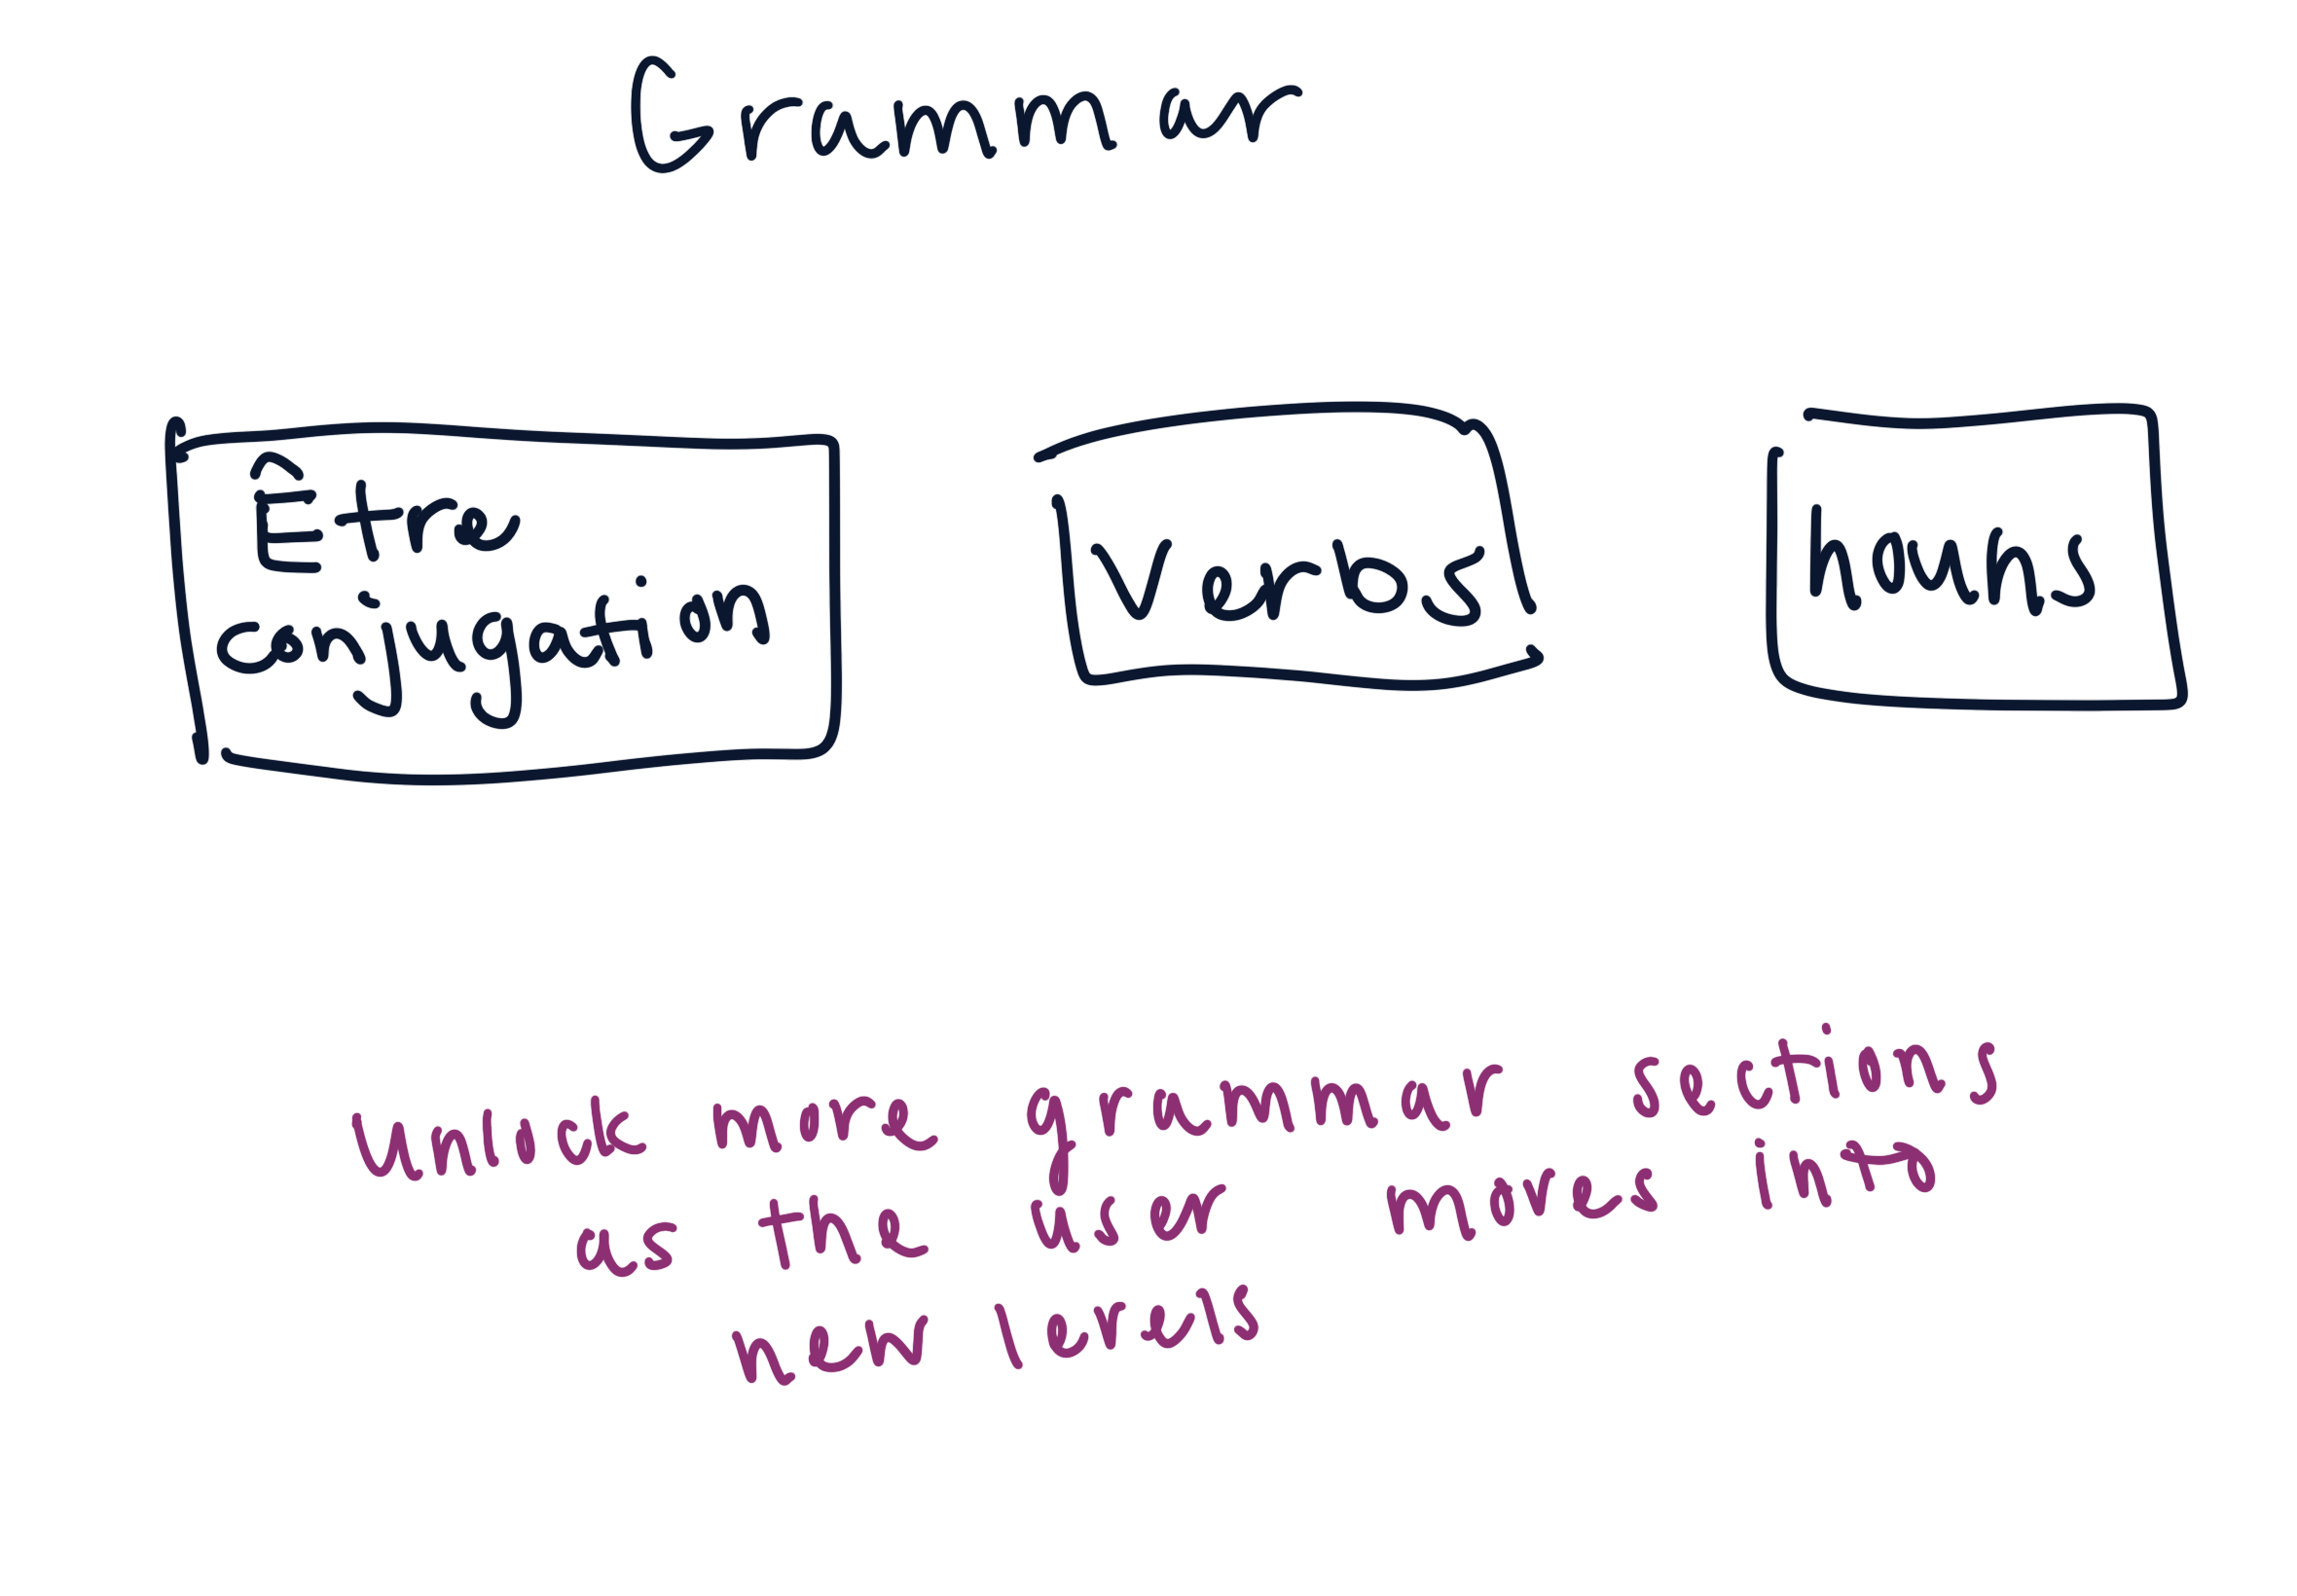 Grammar
Être
conjugation
Verbs
nouns
unlock more grammar sections
as the user moves into
new levels